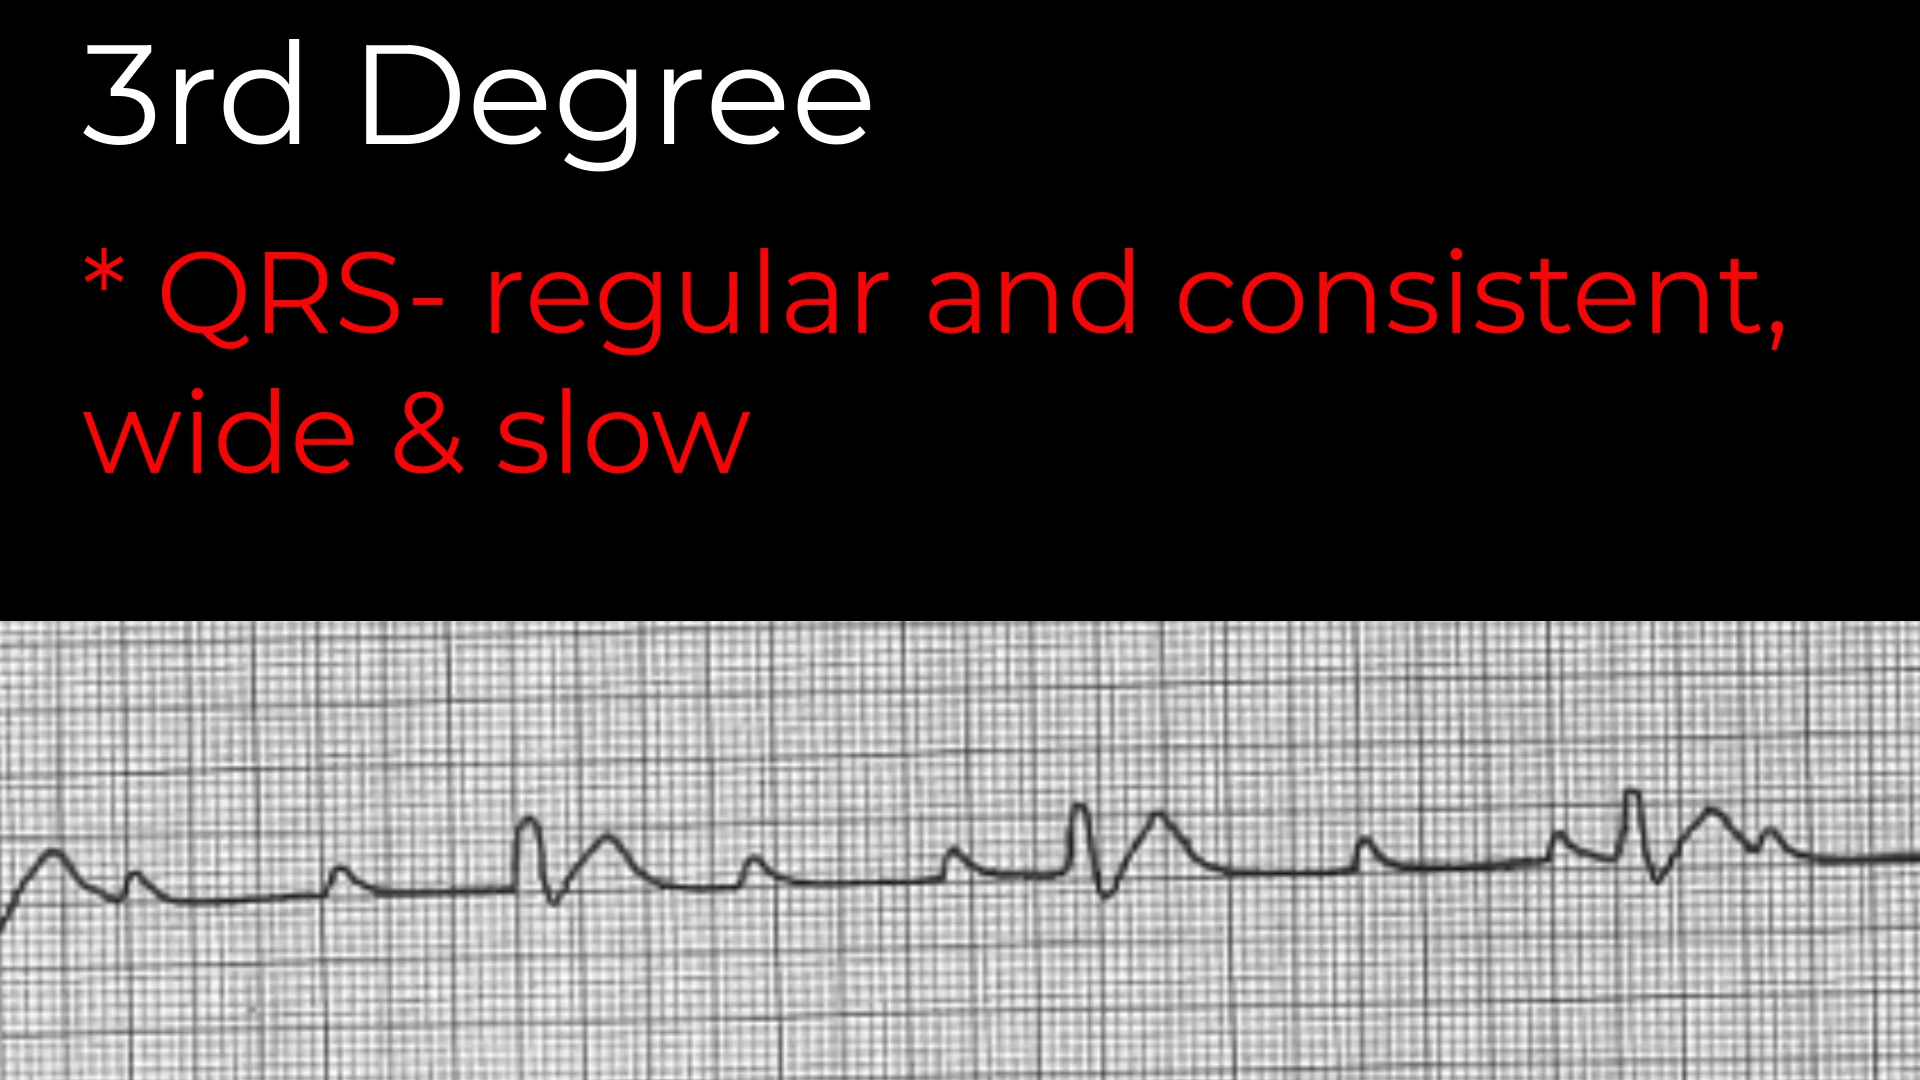 3rd Degree
* QRS- regular and consistent,
wide & slow